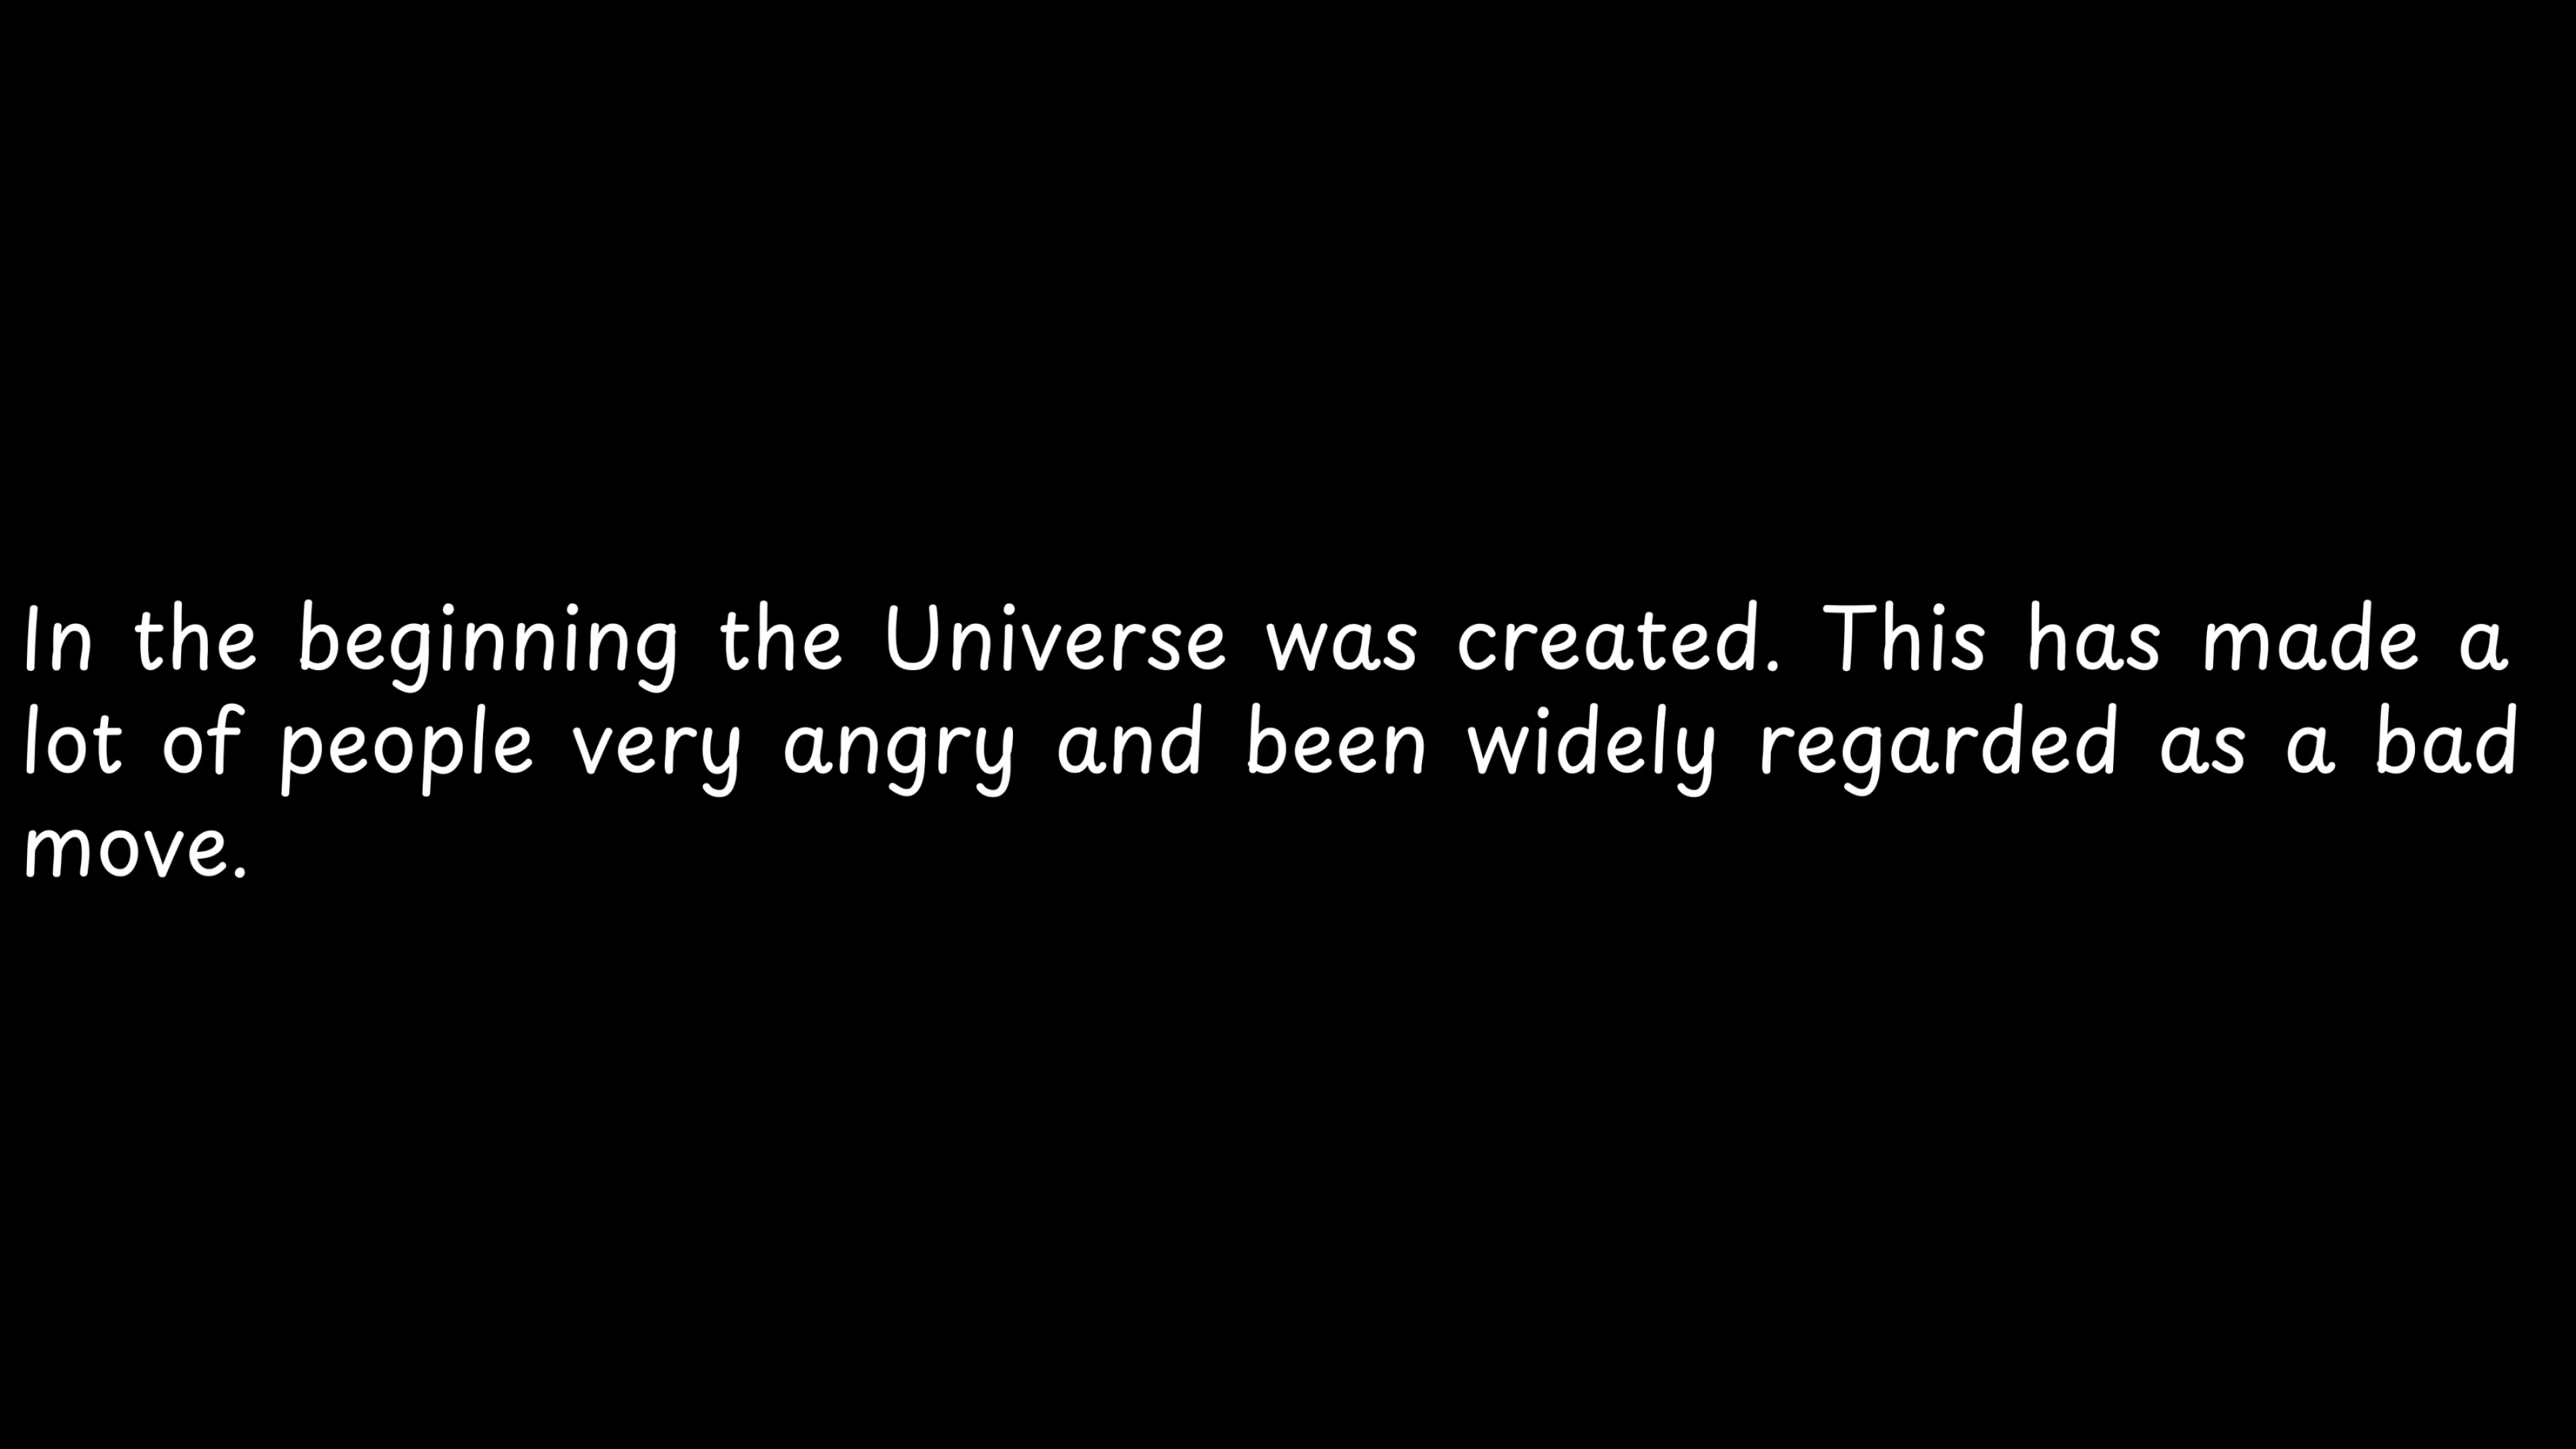 In the beginning the Universe was created. This has made a
lot of people very angry and been widely regarded as a bad
move.